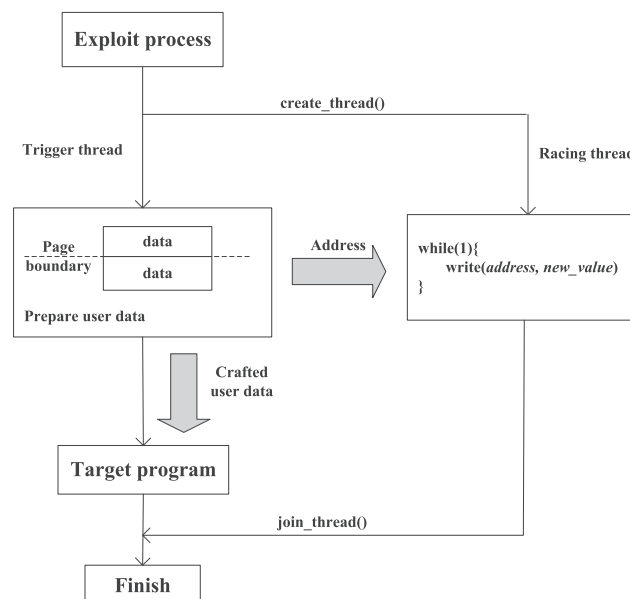 Exploit process
create_thread()
Trigger thread
Racing thread
Page
boundary
data
data
Prepare user data
Address
while(1){
write(address, new_value)
}
Crafted
user data
Target program
join_thread()
Finish